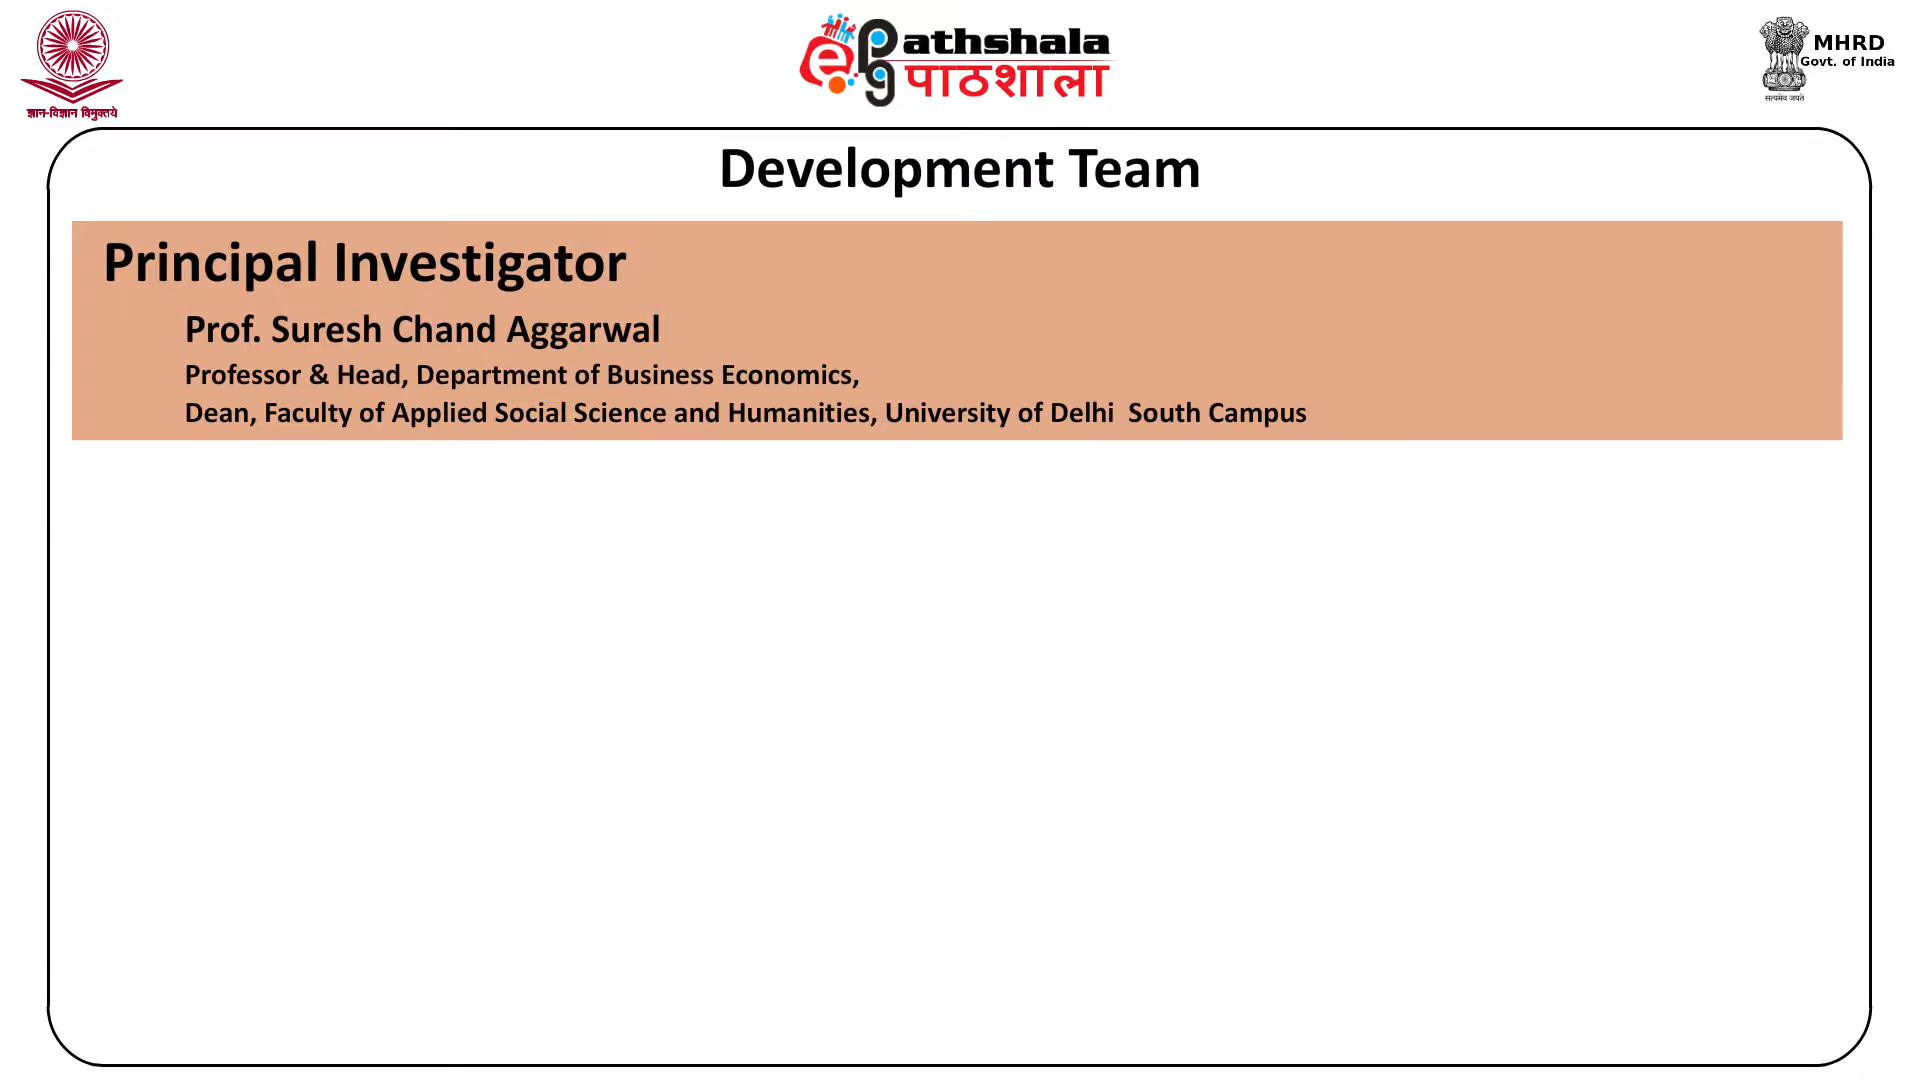 ज्ञान-विज्ञान विमुक्तये
e
pg
athshala
पाठशाला
MHRD
Govt. of India
सत्यमेव जयते
Development Team
Principal Investigator
Prof. Suresh Chand Aggarwal
Professor & Head, Department of Business Economics,
Dean, Faculty of Applied Social Science and Humanities, University of Delhi  South Campus